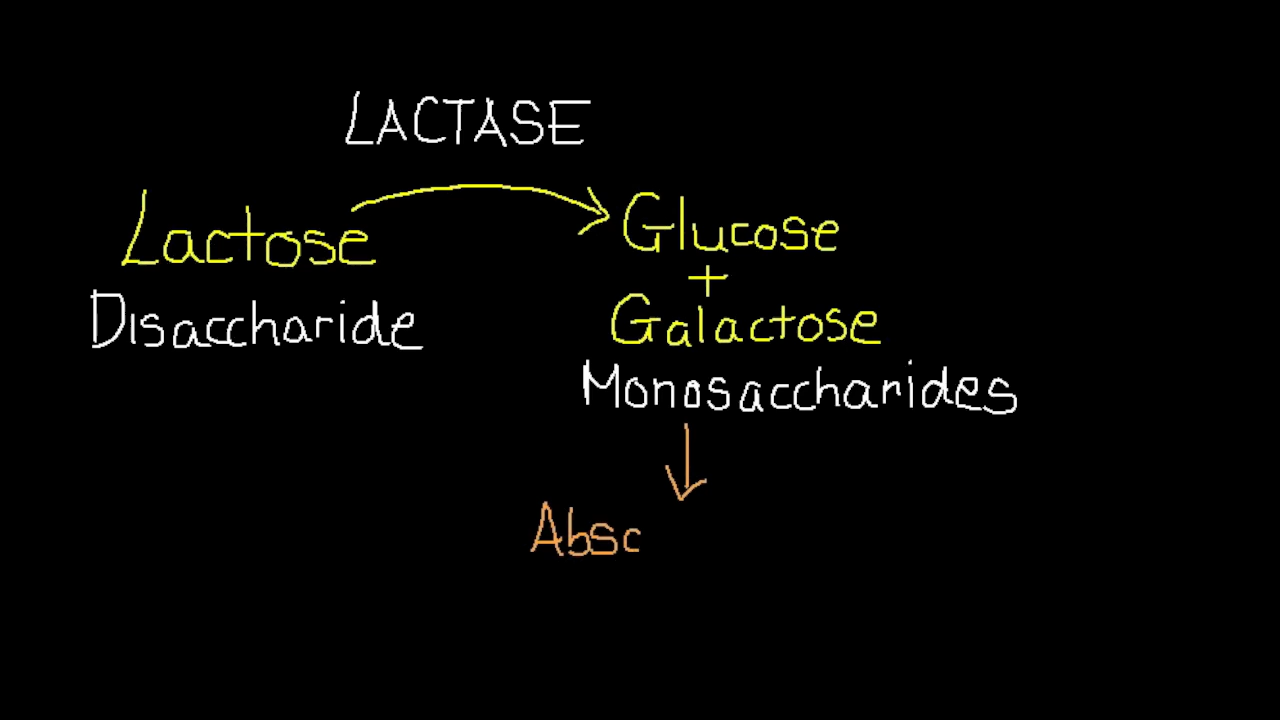 LACTASE
Lactose
Glucose
+
Galactose
Disaccharide
Monosaccharides
Absc